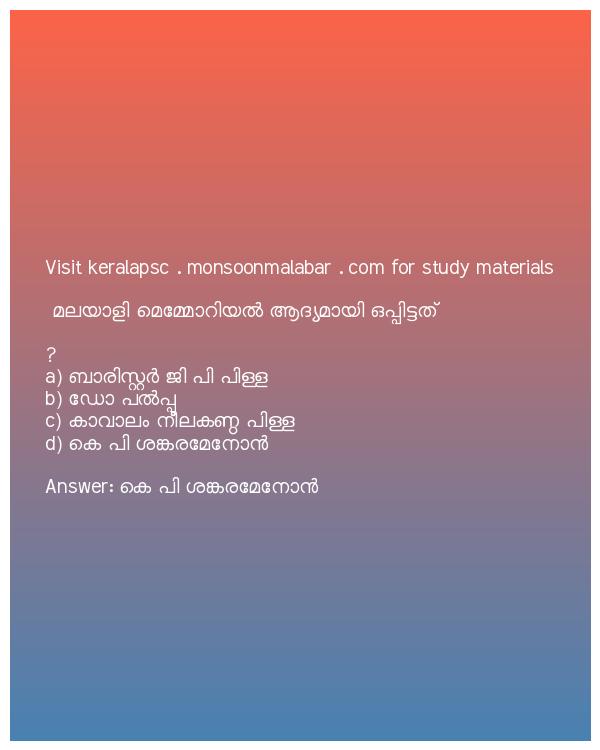 Visit keralapsc . monsoonmalabar . com for study materials
മലയാളി മെമ്മോറിയൽ ആദ്യമായി ഒപ്പിട്ടത്
?
a) ബാരിസ്റ്റർ ജി പി പിള്ള
b) ഡോ പൽപ്പു
c) കാവാലം നീലകണ്ഠ പിള്ള
d) കെ പി ശങ്കരമേനോൻ
Answer: കെ പി ശങ്കരമേനോൻ